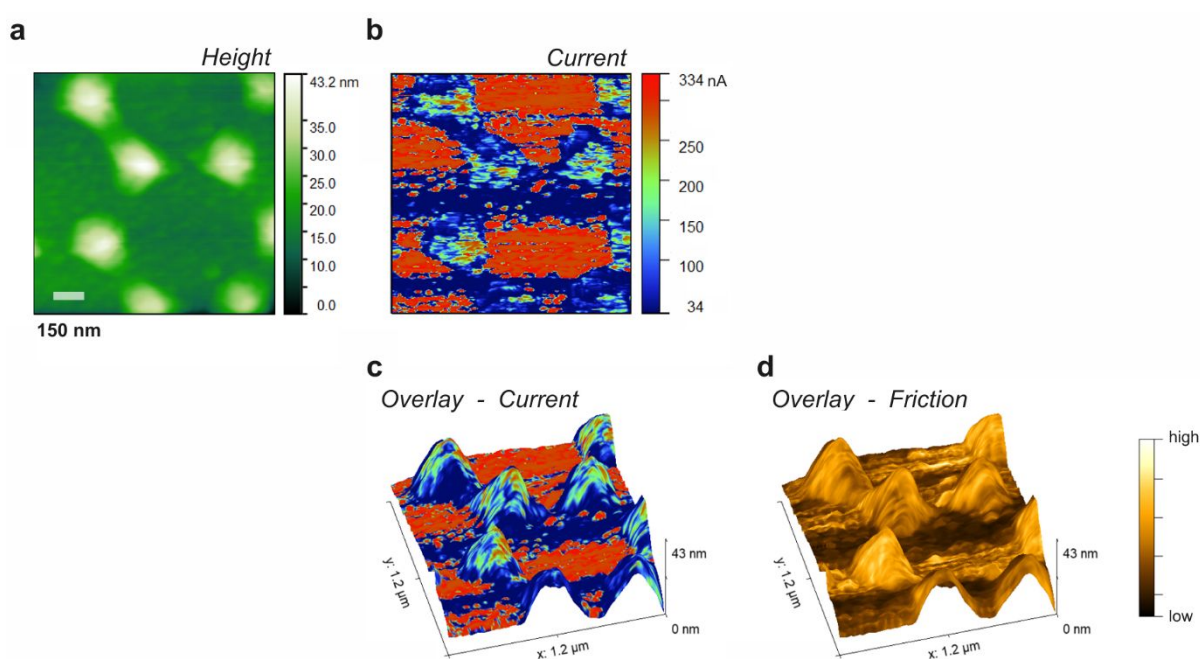 a
Height
43.2 nm
35.0
30.0
25.0
20.0
15.0
10.0
0.0
150 nm
b
Current
334 nA
250
200
150
100
34
c
Overlay - Current
y: 1.2 µm
x: 1.2 µm
43 nm
0 nm
d
Overlay - Friction
y: 1.2 µm
x: 1.2 µm
43 nm
0 nm
high
low